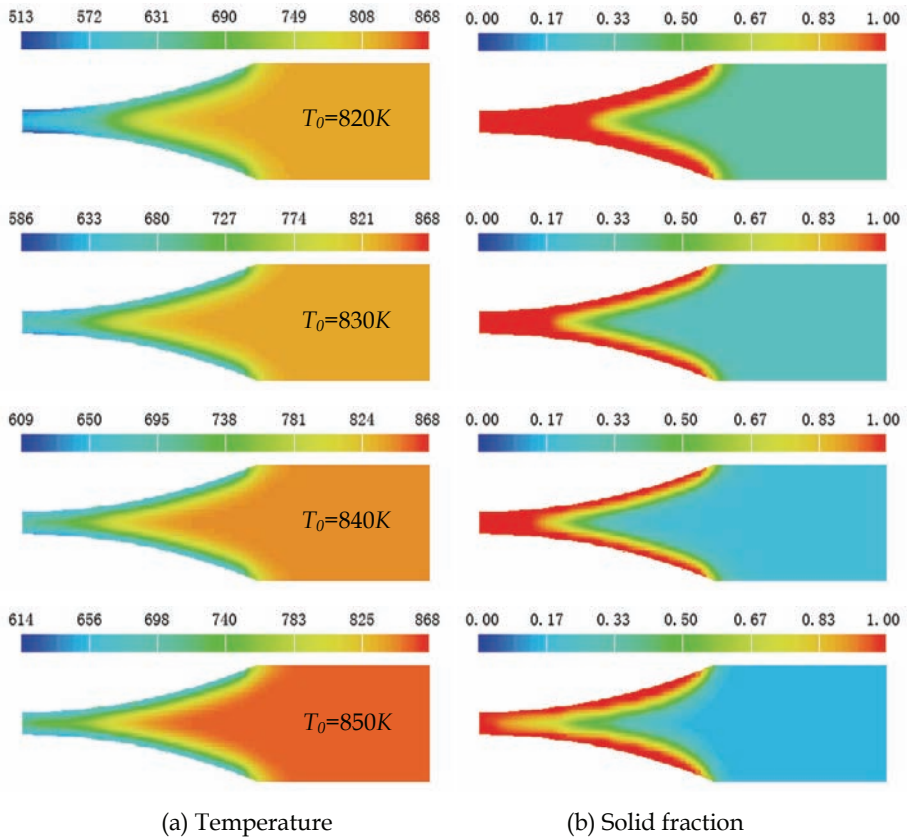 513 572 631 690 749 808 868
0.00 0.17 0.33 0.50 0.67 0.83 1.00
T₀=820K
586 633 680 727 774 821 868
0.00 0.17 0.33 0.50 0.67 0.83 1.00
T₀=830K
609 650 695 738 781 824 868
0.00 0.17 0.33 0.50 0.67 0.83 1.00
T₀=840K
614 656 698 740 783 825 868
0.00 0.17 0.33 0.50 0.67 0.83 1.00
T₀=850K
(a) Temperature
(b) Solid fraction